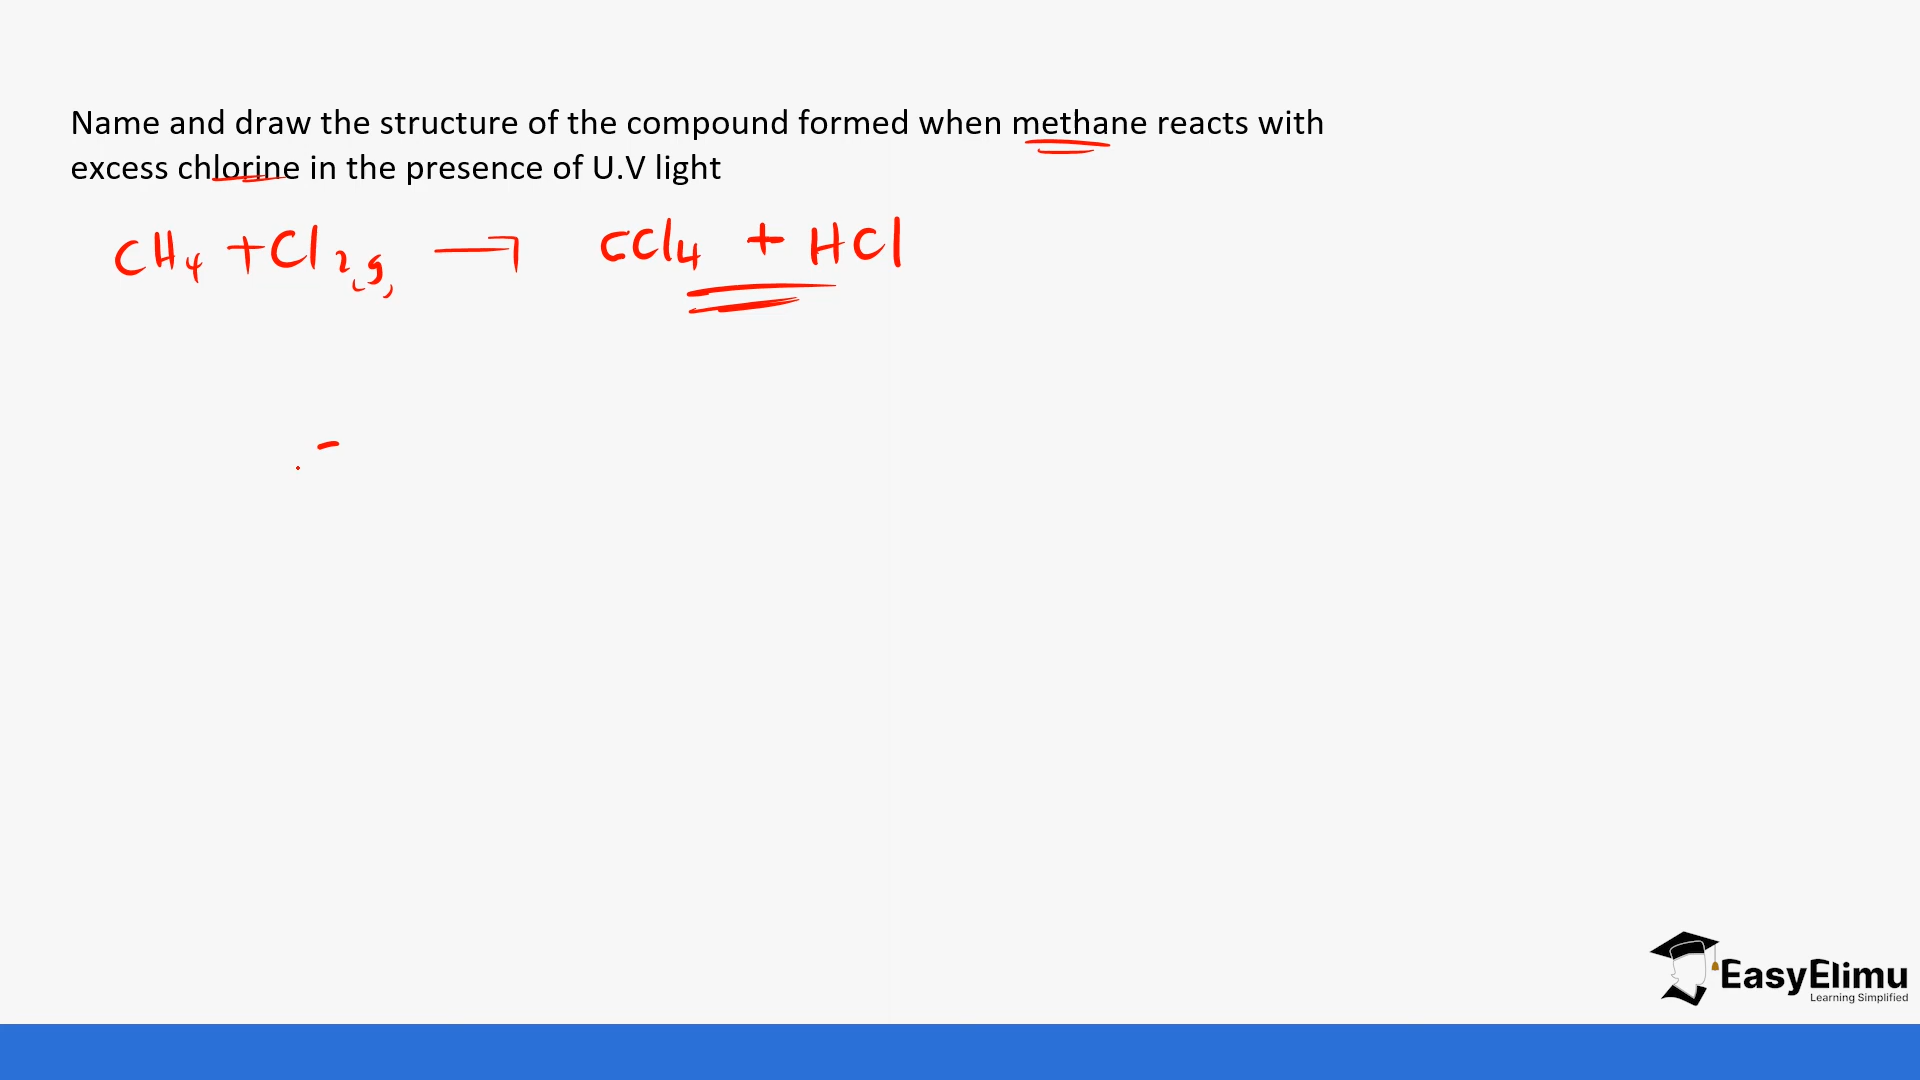 Name and draw the structure of the compound formed when methane reacts with
excess chlorine in the presence of U.V light
CH₄ + Cl₂(g) → CCl₄ + HCl
EasyElimu
Learning Simplified